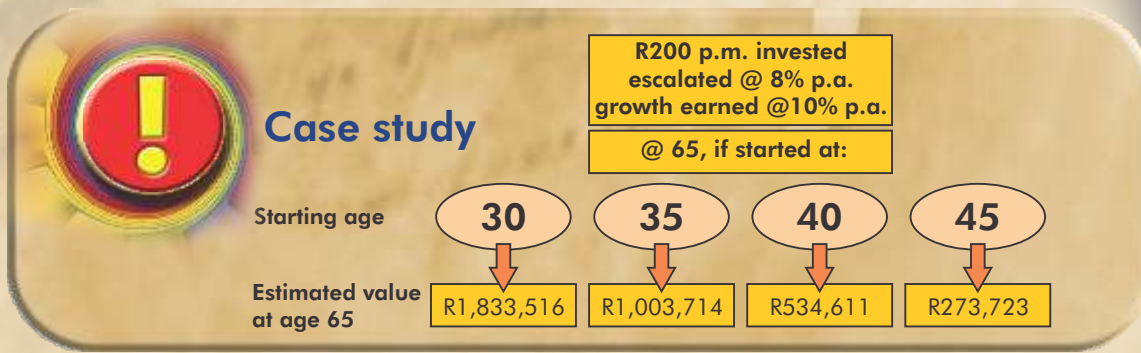 R200 p.m. invested
escalated @ 8% p.a.
growth earned @10% p.a.
Case study
@ 65, if started at:
Starting age
30 35 40 45
Estimated value
at age 65
R1,833,516 R1,003,714 R534,611 R273,723